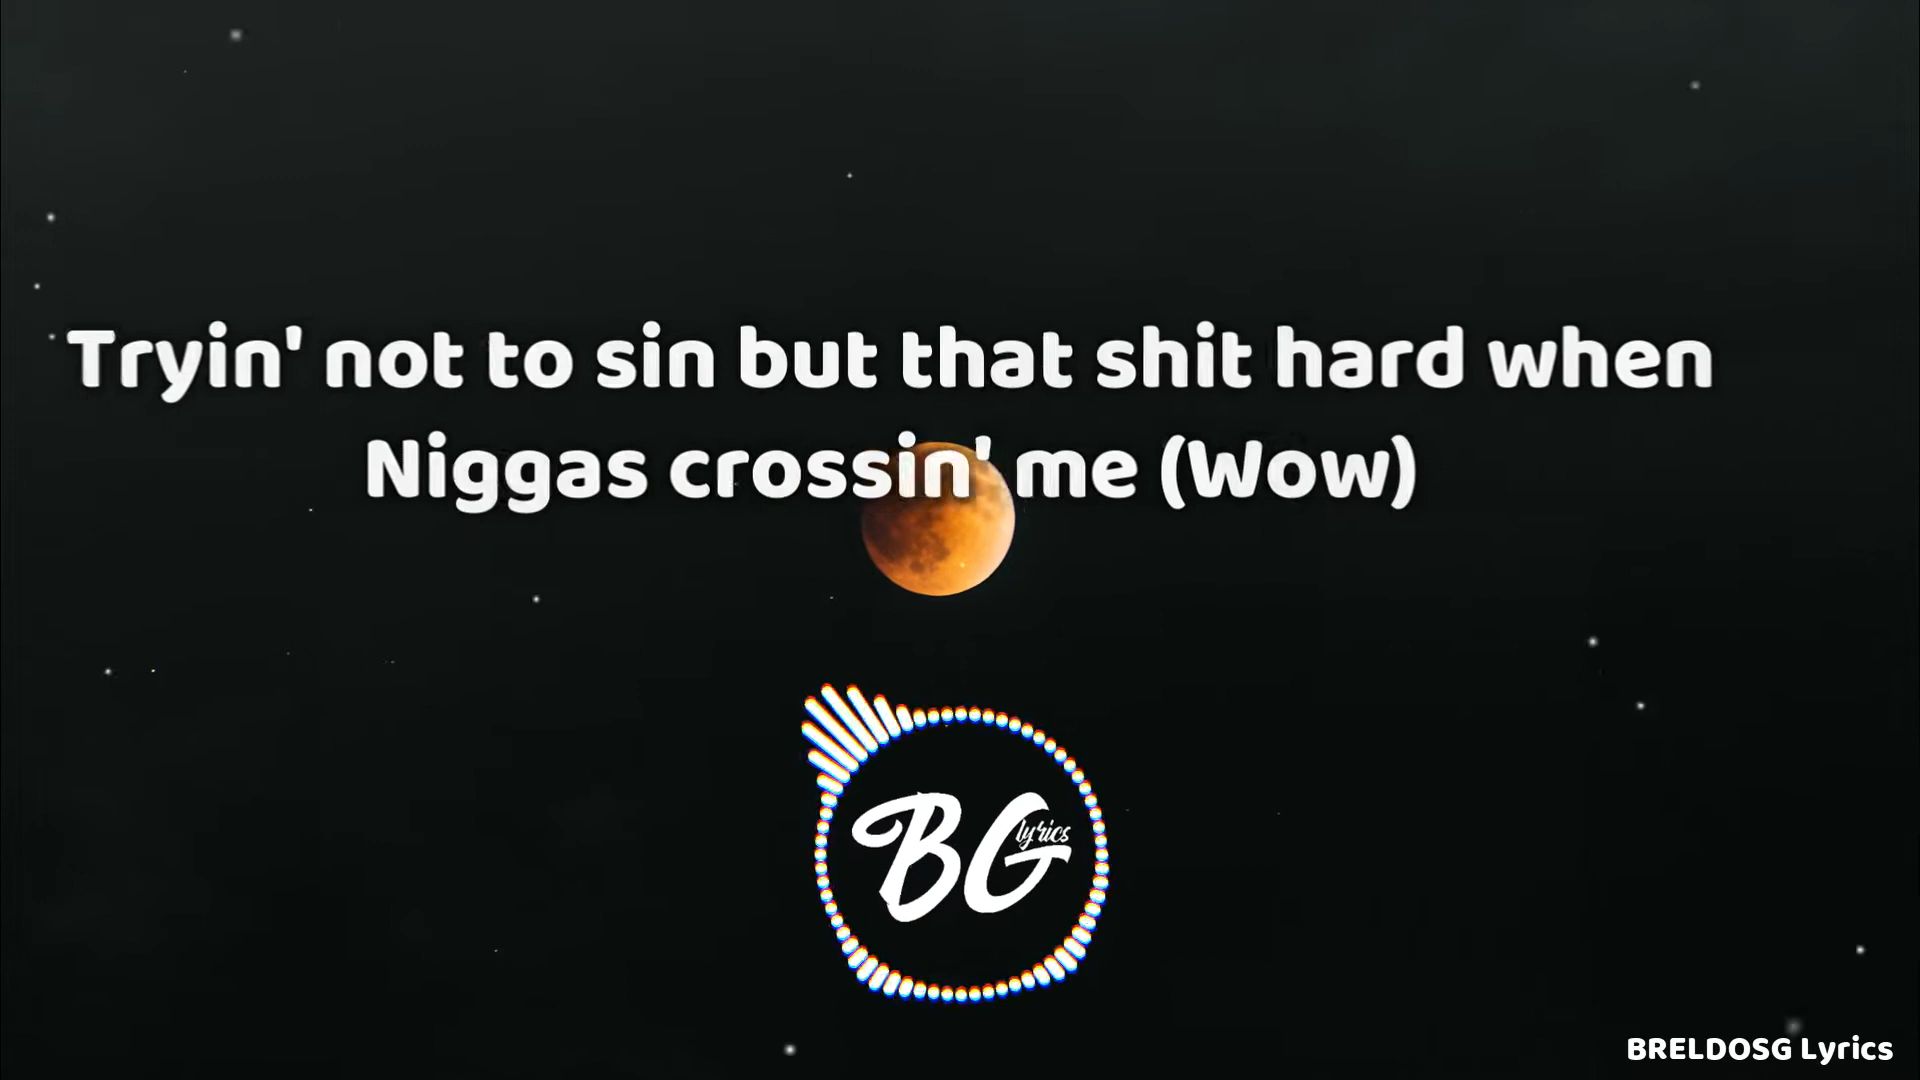 Tryin' not to sin but that shit hard when
Niggas crossin' me (Wow)
BG
lyrics
BRELDOSG Lyrics